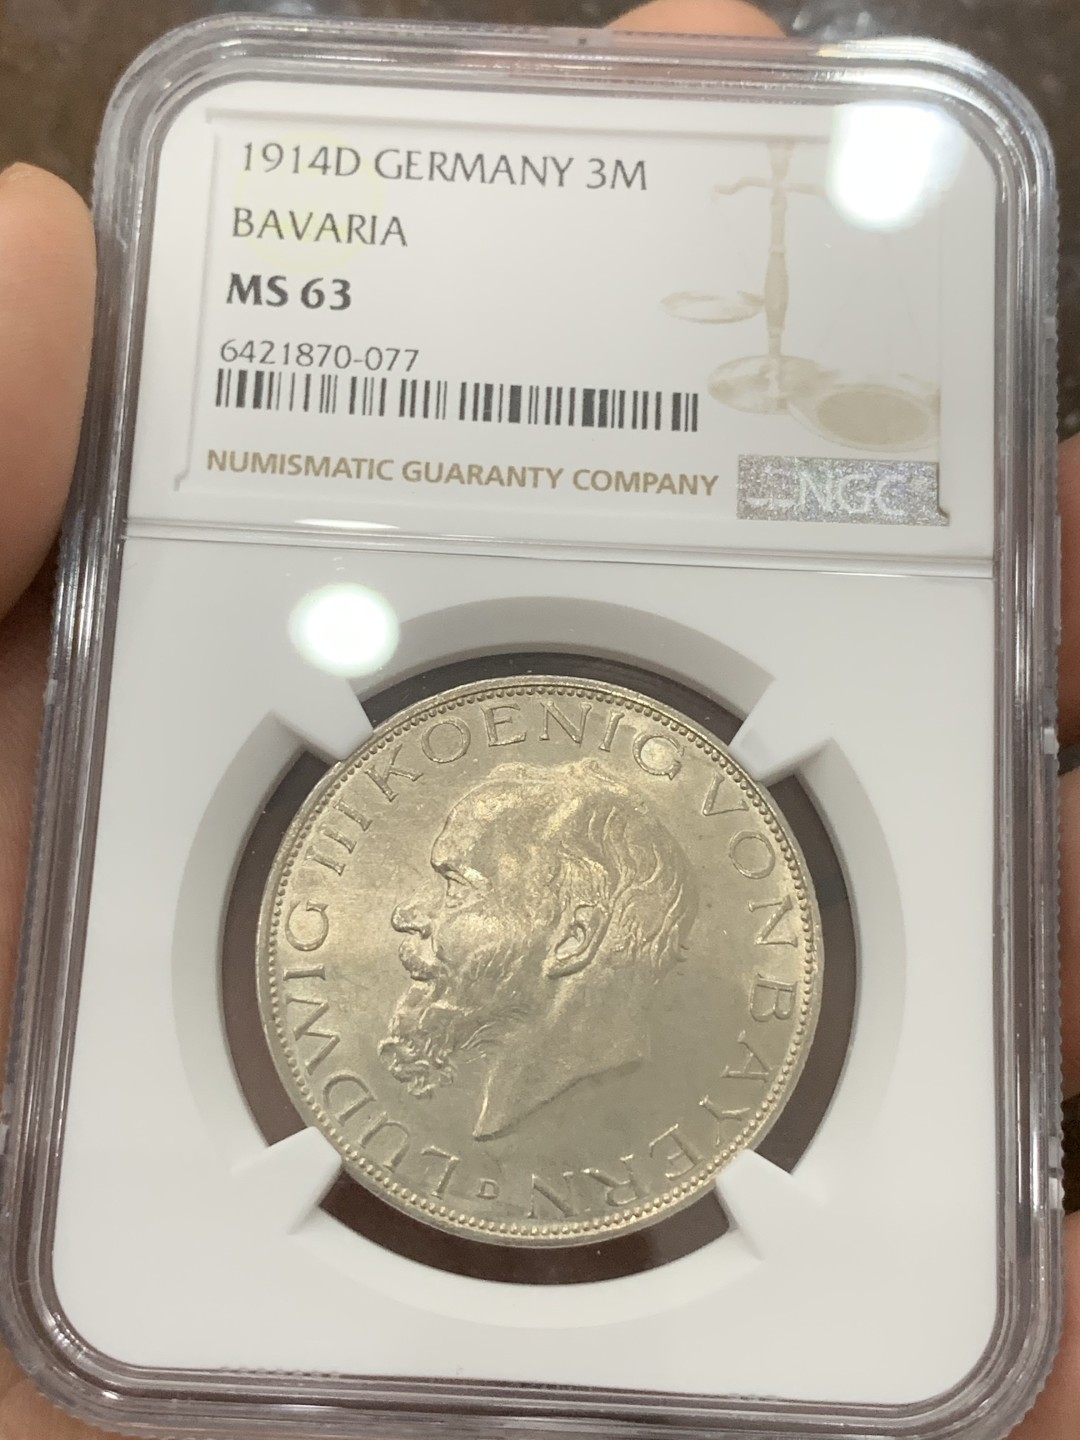 1914D GERMANY 3M
BAVARIA
MS 63
6421870-077
NUMISMATIC GUARANTY COMPANY
NGC
LUDWIG III KOENIG VON BAYERN
D